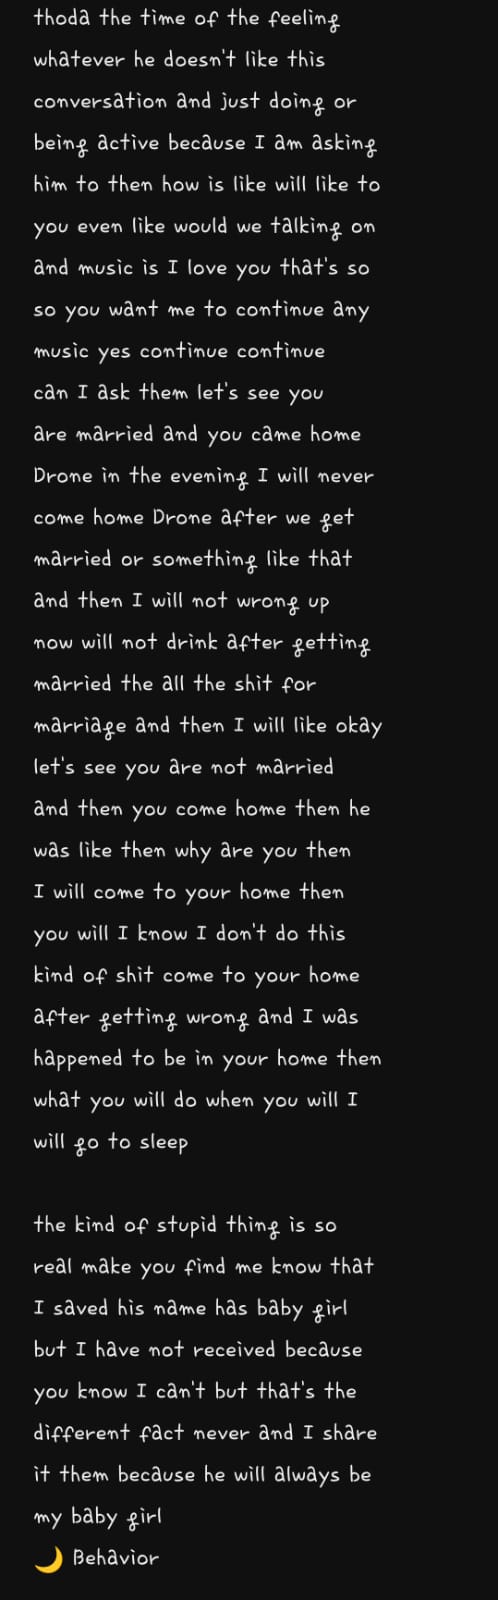 thoda the time of the feeling
whatever he doesn't like this
conversation and just doing or
being active because I am asking
him to then how is like will like to
you even like would we talking on
and music is I love you that's so
so you want me to continue any
music yes continue continue
can I ask them let's see you
are married and you came home
Drone in the evening I will never
come home Drone after we get
married or something like that
and then I will not wrong up
now will not drink after getting
married the all the shit for
marriage and then I will like okay
let's see you are not married
and then you come home then he
was like then why are you then
I will come to your home then
you will I know I don't do this
kind of shit come to your home
after getting wrong and I was
happened to be in your home then
what you will do when you will I
will go to sleep

the kind of stupid thing is so
real make you find me know that
I saved his name has baby girl
but I have not received because
you know I can't but that's the
different fact never and I share
it them because he will always be
my baby girl
🌙 Behavior